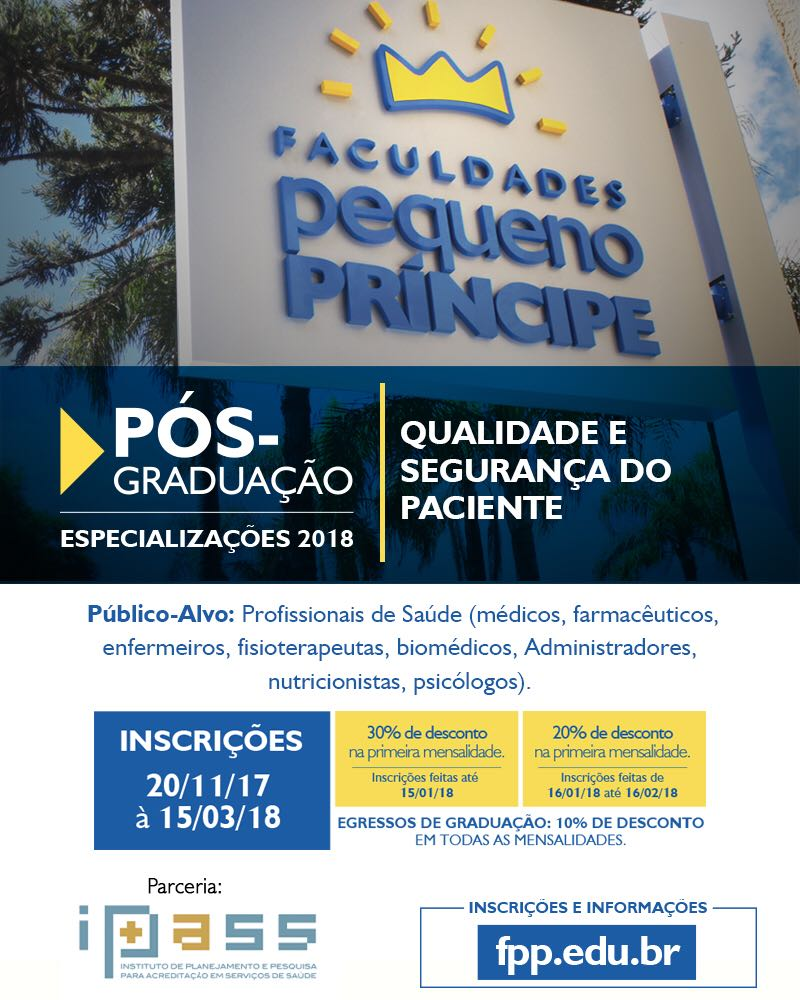 FACULDADES
pequeno
PRÍNCIPE
PÓS-
GRADUAÇÃO
ESPECIALIZAÇÕES 2018
QUALIDADE E
SEGURANÇA DO
PACIENTE
Público-Alvo: Profissionais de Saúde (médicos, farmacêuticos,
enfermeiros, fisioterapeutas, biomédicos, Administradores,
nutricionistas, psicólogos).
INSCRIÇÕES
20/11/17
à 15/03/18
30% de desconto
na primeira mensalidade.
Inscrições feitas até
15/01/18
20% de desconto
na primeira mensalidade.
Inscrições feitas de
16/01/18 até 16/02/18
EGRESSOS DE GRADUAÇÃO: 10% DE DESCONTO
EM TODAS AS MENSALIDADES.
Parceria:
ipass
INSTITUTO DE PLANEJAMENTO E PESQUISA
PARA ACREDITAÇÃO EM SERVIÇOS DE SAÚDE
INSCRIÇÕES E INFORMAÇÕES
fpp.edu.br